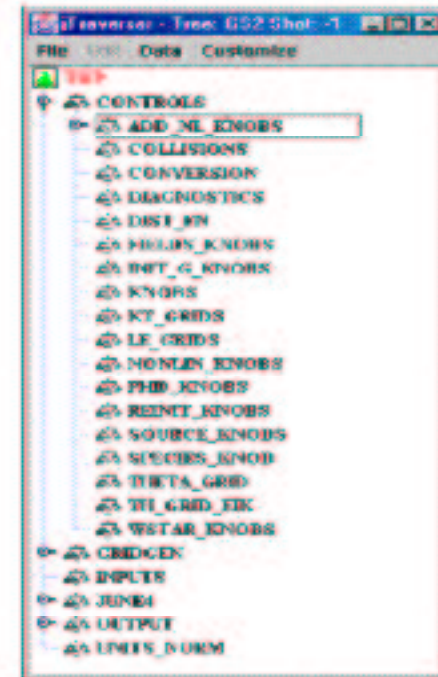 jTraverser - Tree: GS2 Shot: -1
File Edit Data Customize
TOP
CONTROLS
ADD_NL_KNOBS
COLLISIONS
CONVERSION
DIAGNOSTICS
DIST_FN
FIELDS_KNOBS
INIT_G_KNOBS
KNOBS
KT_GRIDS
LE_GRIDS
NONLIN_KNOBS
PHID_KNOBS
REINIT_KNOBS
SOURCE_KNOBS
SPECIES_KNOB
THETA_GRID
TH_GRID_EIK
WSTAR_KNOBS
GRIDGEN
INPUTS
JUNE4
OUTPUT
UNITS_NORM